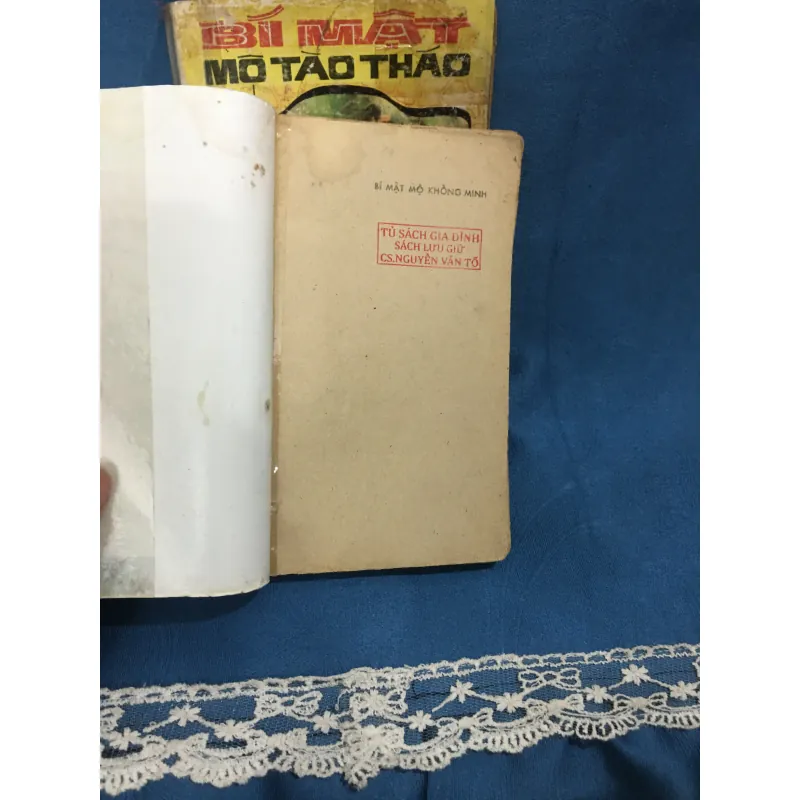 BÍ MẬT
MỘ TÀO THÁO
BÍ MẬT MỘ KHỔNG MINH
TỦ SÁCH GIA ĐÌNH
SÁCH LƯU GIỮ
CS.NGUYỄN VĂN TỐ